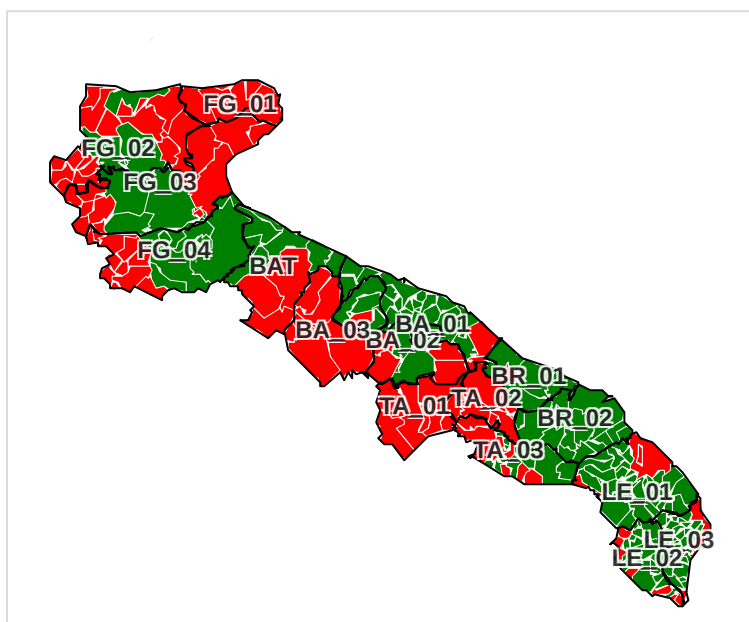 FG_01
FG_02
FG_03
FG_04
BAT
BA_01
BA_03
BA_02
BR_01
TA_02
TA_01
BR_02
TA_03
LE_01
LE_03
LE_02